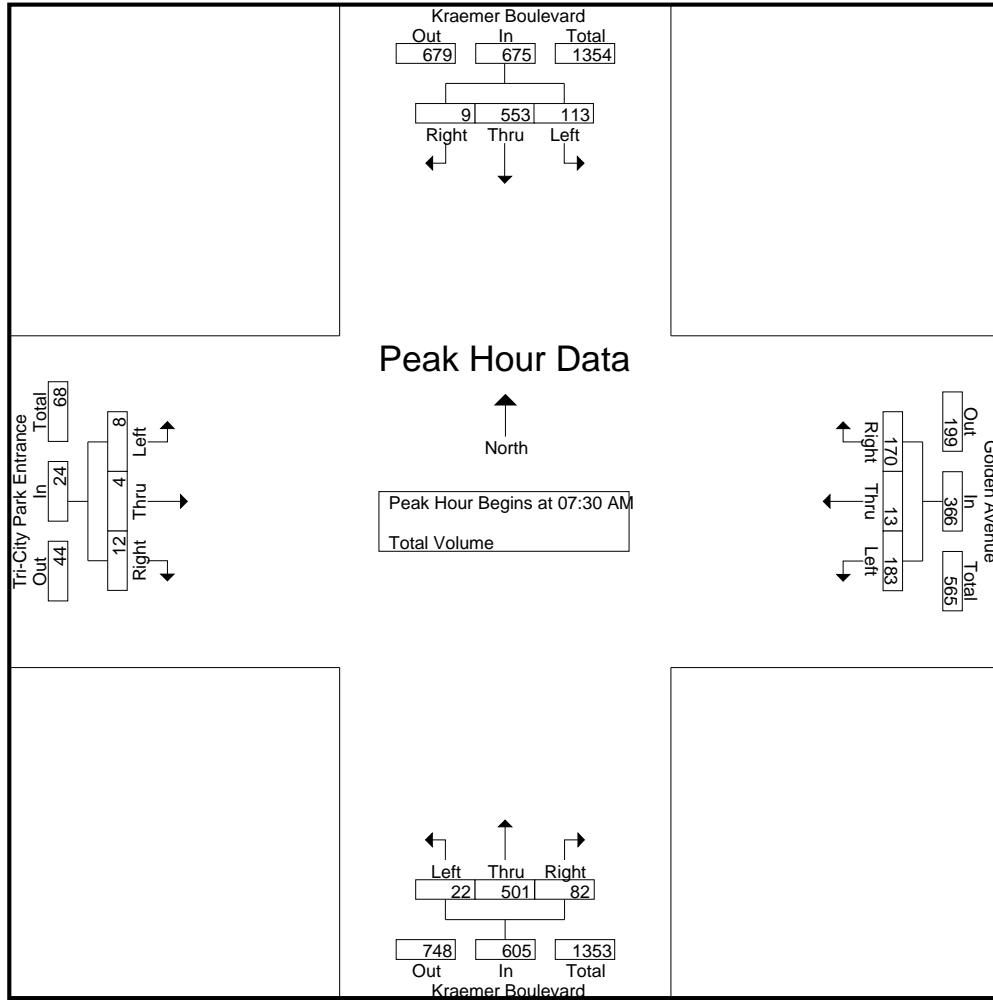 Kraemer Boulevard
Out In Total
679 675 1354
9 553 113
Right Thru Left
Peak Hour Data
North
Peak Hour Begins at 07:30 AM
Total Volume
Tri-City Park Entrance
Out In Total
44 24 68
12 4 8
Right Thru Left
Golden Avenue
Out In Total
199 366 565
170 13 183
Right Thru Left
Left Thru Right
22 501 82
748 605 1353
Out In Total
Kraemer Boulevard